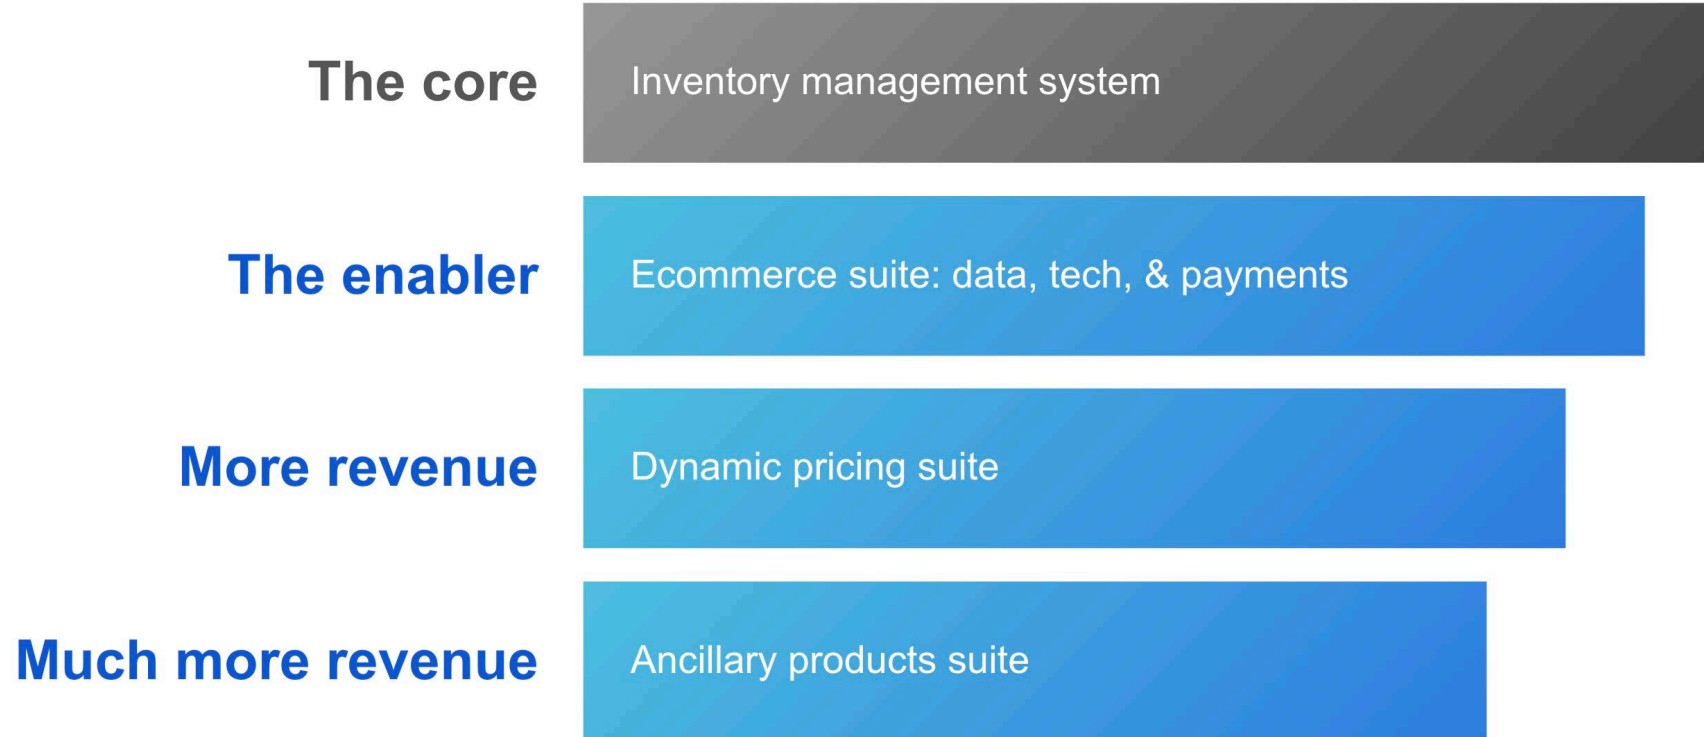 The core
Inventory management system
The enabler
Ecommerce suite: data, tech, & payments
More revenue
Dynamic pricing suite
Much more revenue
Ancillary products suite